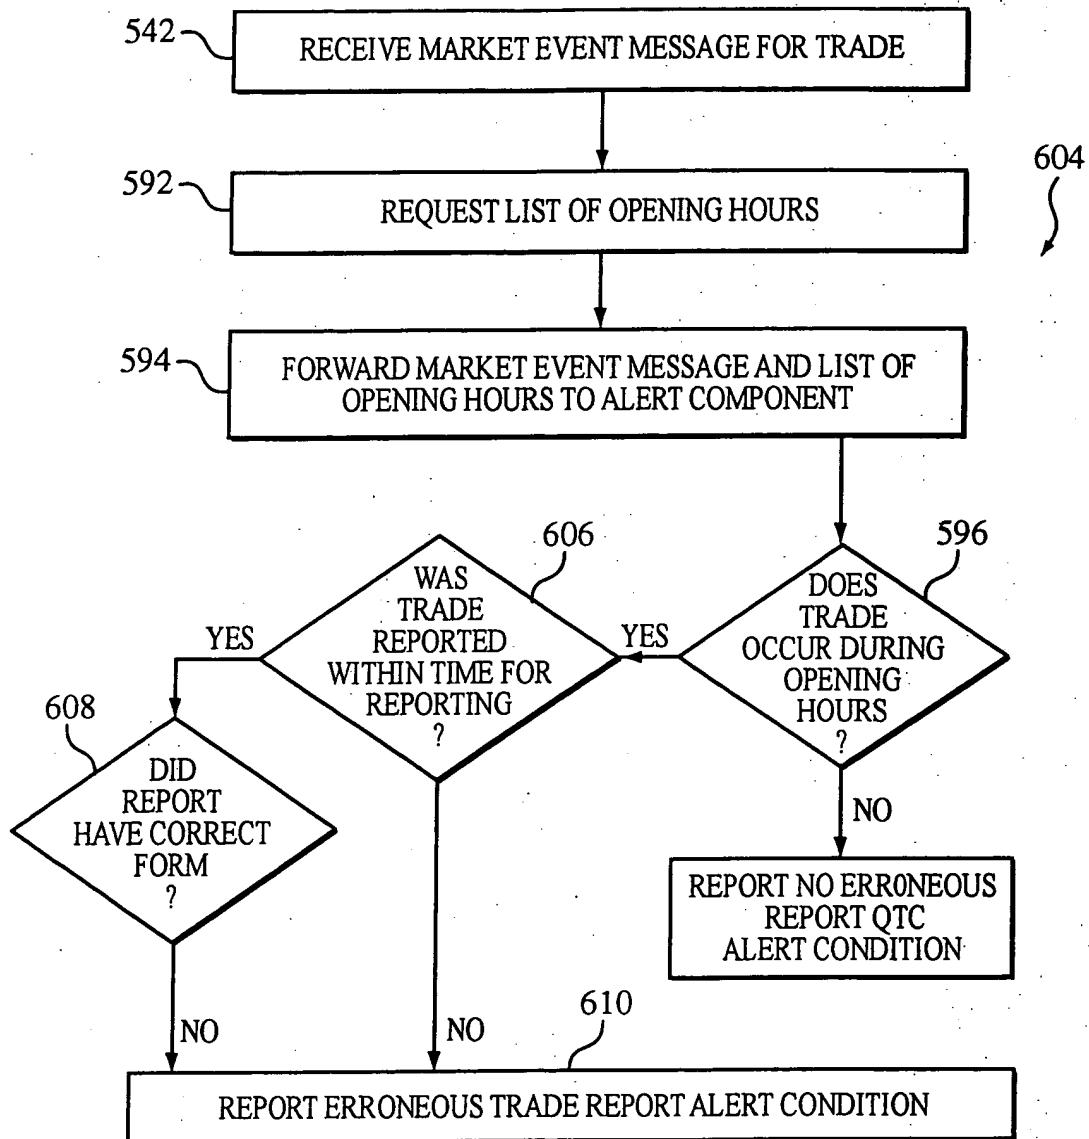 542
RECEIVE MARKET EVENT MESSAGE FOR TRADE
604
592
REQUEST LIST OF OPENING HOURS
594
FORWARD MARKET EVENT MESSAGE AND LIST OF
OPENING HOURS TO ALERT COMPONENT
596
DOES
TRADE
OCCUR DURING
OPENING
HOURS
?
YES
NO
REPORT NO ERRONEOUS
REPORT QTC
ALERT CONDITION
606
WAS
TRADE
REPORTED
WITHIN TIME FOR
REPORTING
?
YES
NO
608
DID
REPORT
HAVE CORRECT
FORM
?
NO
610
REPORT ERRONEOUS TRADE REPORT ALERT CONDITION